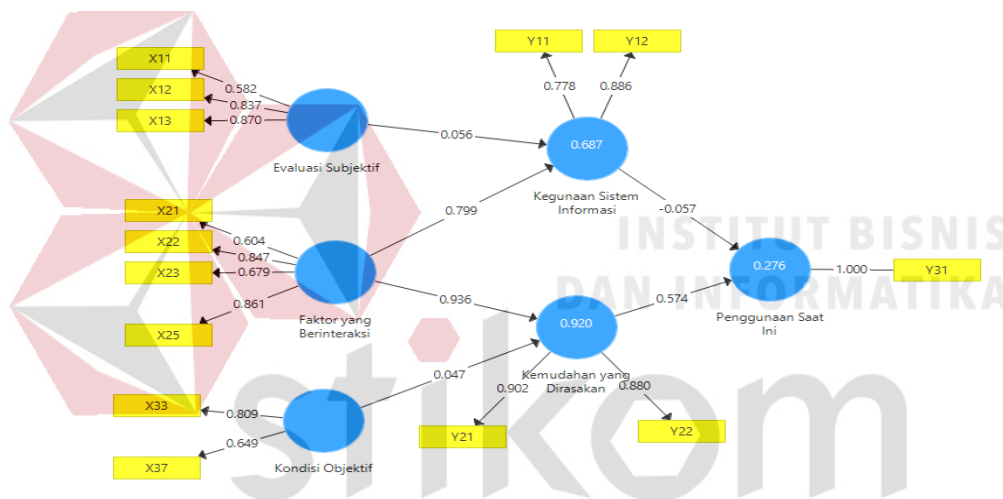 Y11
Y12
X11
X12
X13
0.582
0.837
0.870
0.778
0.886
0.056
0.687
Evaluasi Subjektif
Kegunaan Sistem
Informasi
0.799
-0.057
X21
X22
X23
X25
0.604
0.847
0.679
0.861
INSTITUT BISNIS
DAN INFORMATIKA
0.276
1.000
Y31
Penggunaan Saat
Ini
Faktor yang
Berinteraksi
0.936
0.574
0.920
Kemudahan yang
Dirasakan
0.047
0.902
0.880
Y21
Y22
X33
X37
0.809
0.649
Kondisi Objektif
stikom